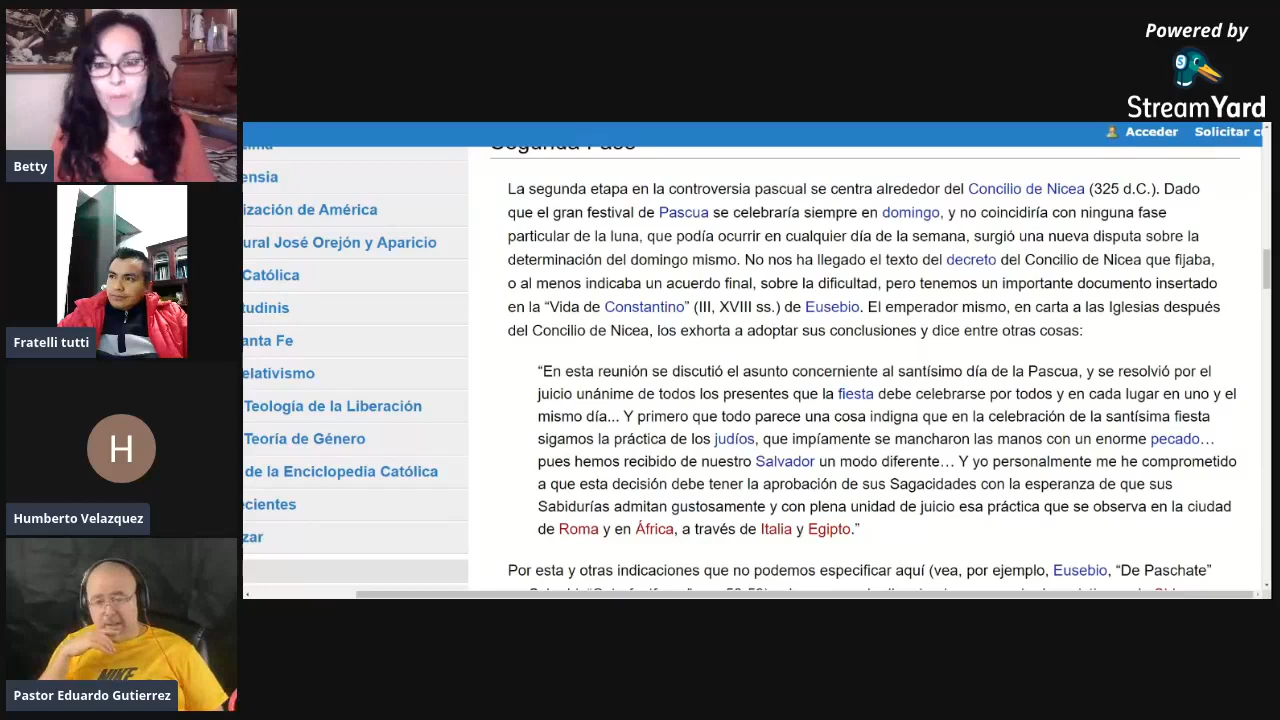 Betty
Fratelli tutti
H
Humberto Velazquez
Pastor Eduardo Gutierrez
Powered by
StreamYard
Acceder Solicitar
ensia
ización de América
ural José Orejón y Aparicio
Católica
tudinis
anta Fe
elativismo
Teología de la Liberación
Teoría de Género
de la Enciclopedia Católica
ecientes
zar
La segunda etapa en la controversia pascual se centra alrededor del Concilio de Nicea (325 d.C.). Dado
que el gran festival de Pascua se celebraría siempre en domingo, y no coincidiría con ninguna fase
particular de la luna, que podía ocurrir en cualquier día de la semana, surgió una nueva disputa sobre la
determinación del domingo mismo. No nos ha llegado el texto del decreto del Concilio de Nicea que fijaba,
o al menos indicaba un acuerdo final, sobre la dificultad, pero tenemos un importante documento insertado
en la “Vida de Constantino” (III, XVIII ss.) de Eusebio. El emperador mismo, en carta a las Iglesias después
del Concilio de Nicea, los exhorta a adoptar sus conclusiones y dice entre otras cosas:
“En esta reunión se discutió el asunto concerniente al santísimo día de la Pascua, y se resolvió por el
juicio unánime de todos los presentes que la fiesta debe celebrarse por todos y en cada lugar en uno y el
mismo día... Y primero que todo parece una cosa indigna que en la celebración de la santísima fiesta
sigamos la práctica de los judíos, que impíamente se mancharon las manos con un enorme pecado…
pues hemos recibido de nuestro Salvador un modo diferente… Y yo personalmente me he comprometido
a que esta decisión debe tener la aprobación de sus Sagacidades con la esperanza de que sus
Sabidurías admitan gustosamente y con plena unidad de juicio esa práctica que se observa en la ciudad
de Roma y en África, a través de Italia y Egipto.”
Por esta y otras indicaciones que no podemos especificar aquí (vea, por ejemplo, Eusebio, “De Paschate”